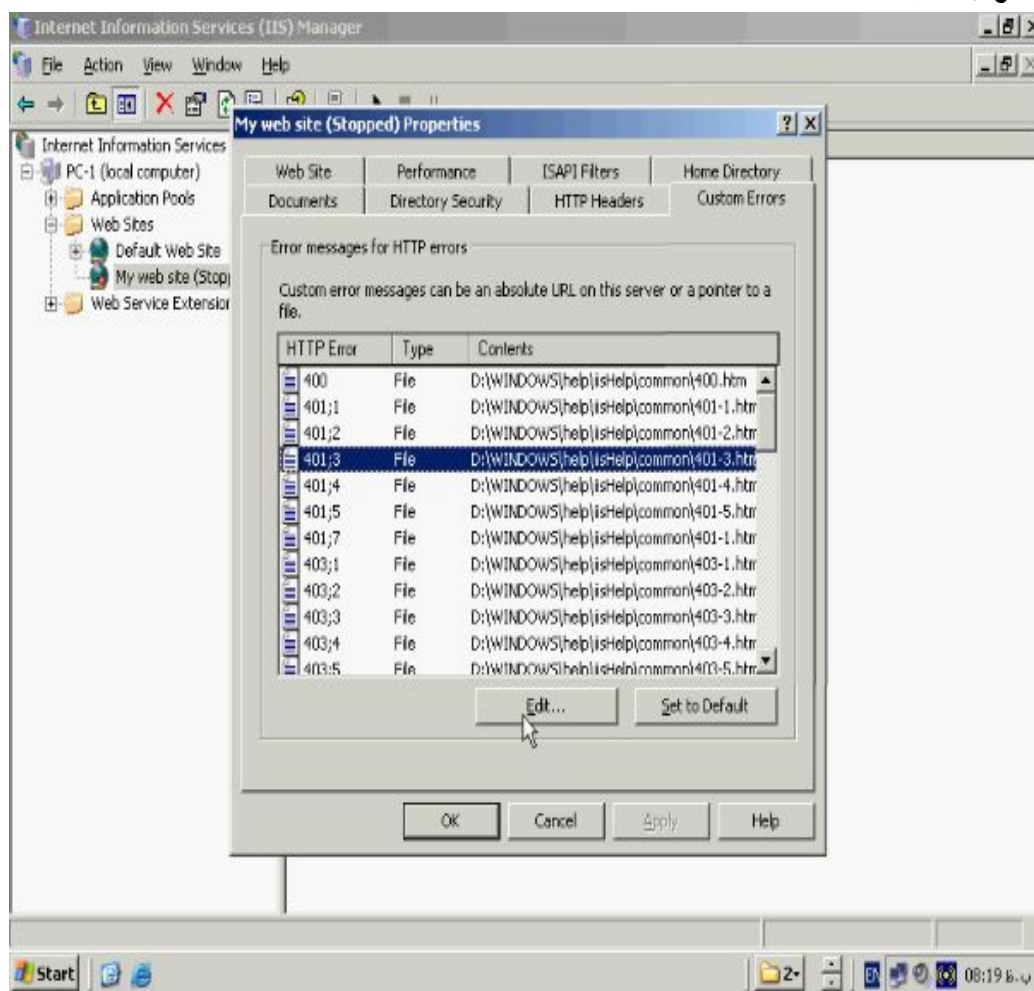 Internet Information Services (IIS) Manager
File Action View Window Help
My web site (Stopped) Properties
Internet Information Services
PC-1 (local computer)
Application Pools
Web Sites
Default Web Site
My web site (Stop
Web Service Extension
Web Site Performance ISAPI Filters Home Directory
Documents Directory Security HTTP Headers Custom Errors
Error messages for HTTP errors
Custom error messages can be an absolute URL on this server or a pointer to a
file.
HTTP Error Type Contents
400 File D:\WINDOWS\help\iisHelp\common\400.htm
401;1 File D:\WINDOWS\help\iisHelp\common\401-1.htm
401;2 File D:\WINDOWS\help\iisHelp\common\401-2.htm
401;3 File D:\WINDOWS\help\iisHelp\common\401-3.htm
401;4 File D:\WINDOWS\help\iisHelp\common\401-4.htm
401;5 File D:\WINDOWS\help\iisHelp\common\401-5.htm
401;7 File D:\WINDOWS\help\iisHelp\common\401-1.htm
403;1 File D:\WINDOWS\help\iisHelp\common\403-1.htm
403;2 File D:\WINDOWS\help\iisHelp\common\403-2.htm
403;3 File D:\WINDOWS\help\iisHelp\common\403-3.htm
403;4 File D:\WINDOWS\help\iisHelp\common\403-4.htm
403;5 File D:\WINDOWS\help\iisHelp\common\403-5.htm
Edit... Set to Default
OK Cancel Apply Help
Start 2 EN 08:19 ب.ظ